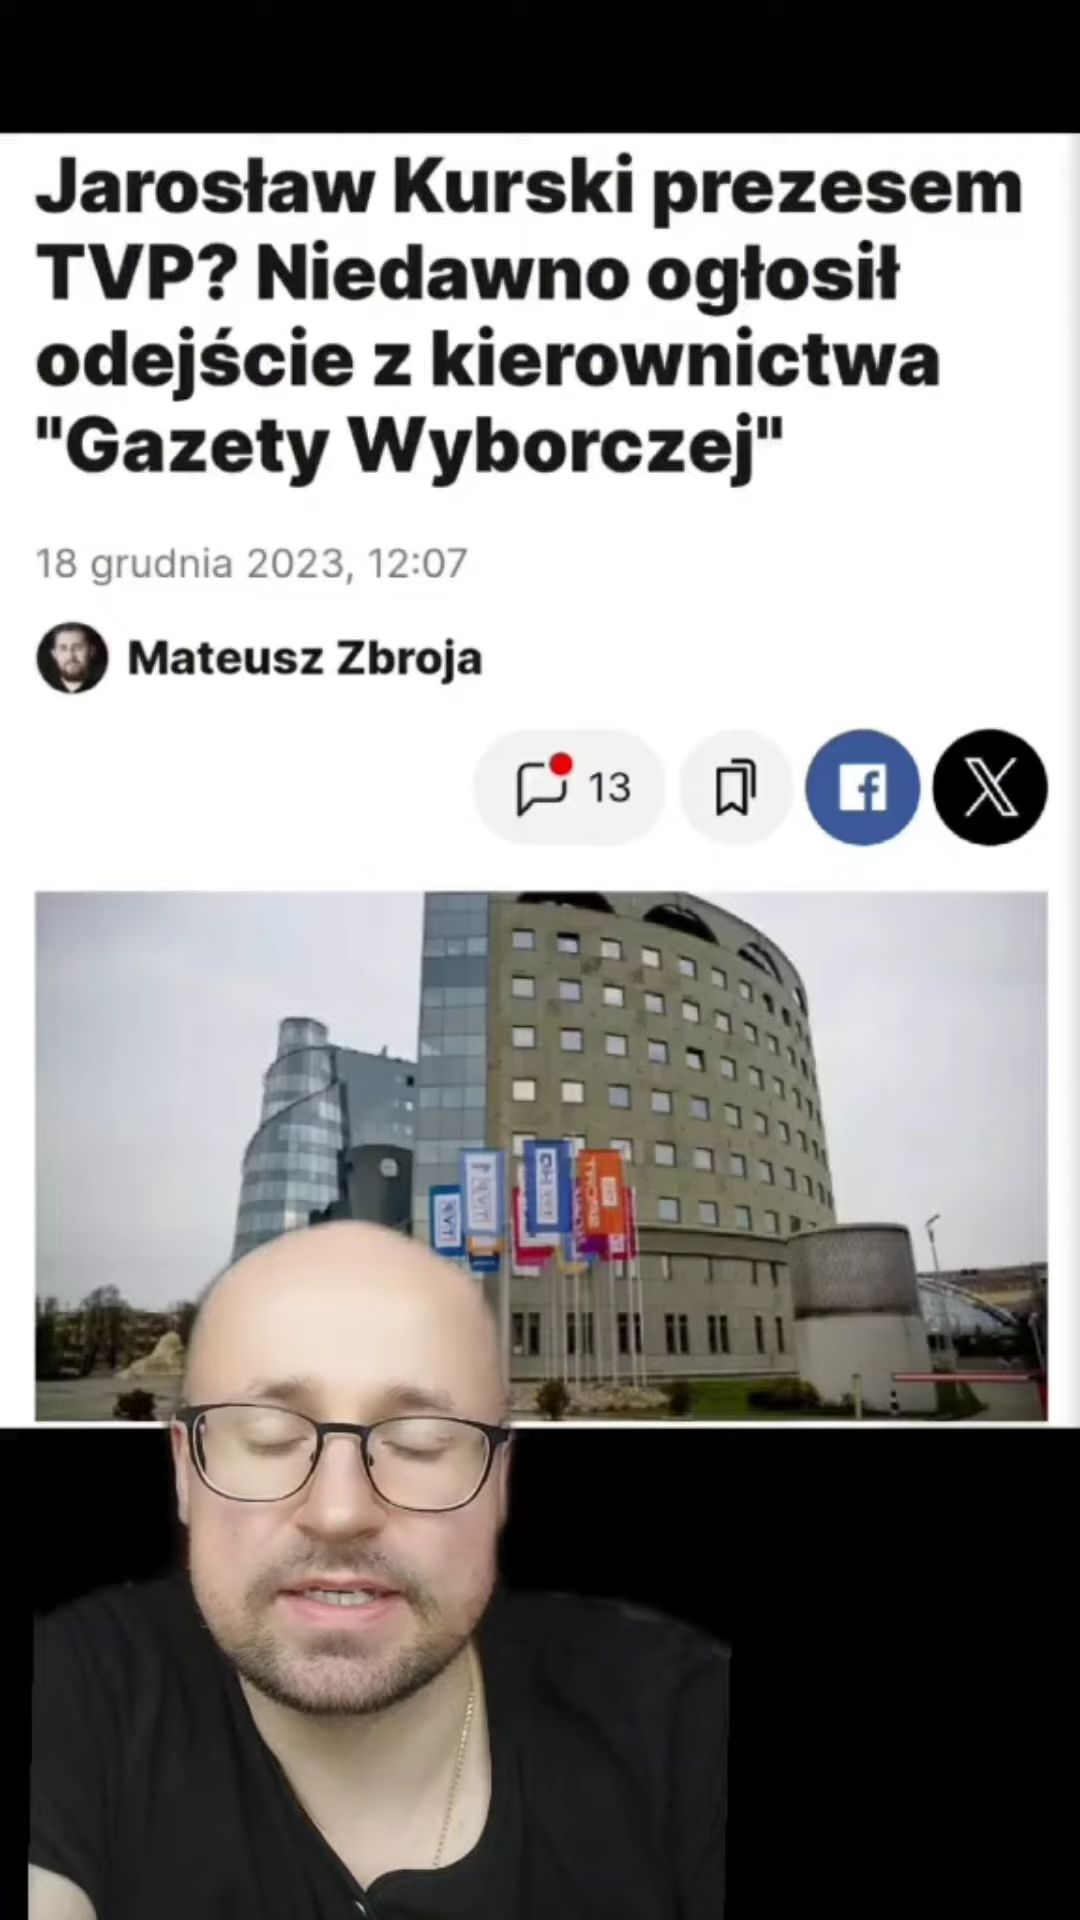 Jarosław Kurski prezesem
TVP? Niedawno ogłosił
odejście z kierownictwa
"Gazety Wyborczej"
18 grudnia 2023, 12:07
Mateusz Zbroja
13